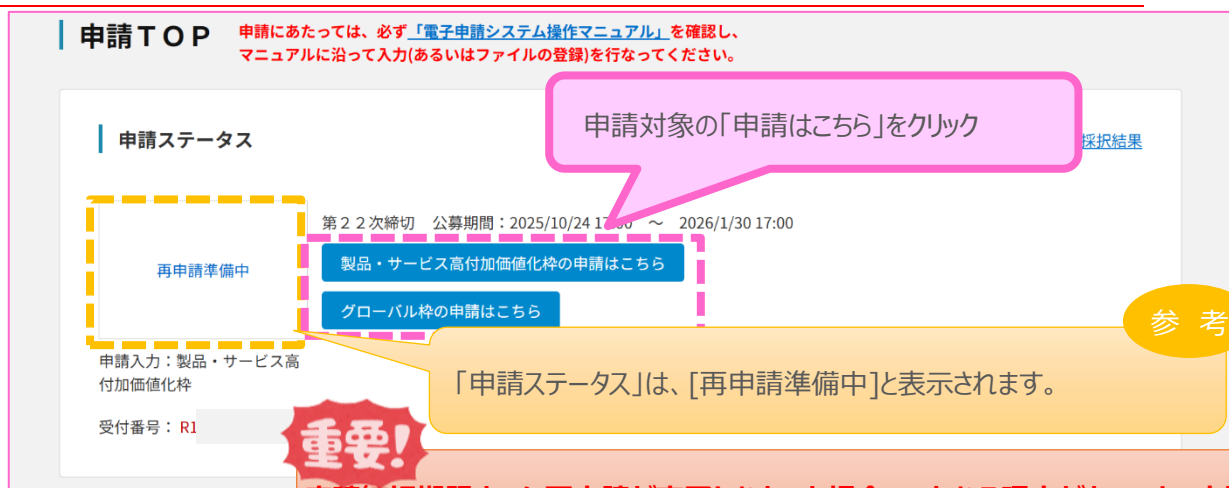 申請TOP
申請にあたっては、必ず「電子申請システム操作マニュアル」を確認し、
マニュアルに沿って入力(あるいはファイルの登録)を行なってください。
申請対象の「申請はこちら」をクリック
申請ステータス
採択結果
第22次締切 公募期間:2025/10/24 17:00 ~ 2026/1/30 17:00
再申請準備中
製品・サービス高付加価値化枠の申請はこちら
グローバル枠の申請はこちら
参 考
申請入力:製品・サービス高
付加価値化枠
「申請ステータス」は、[再申請準備中]と表示されます。
受付番号: R1
重要!